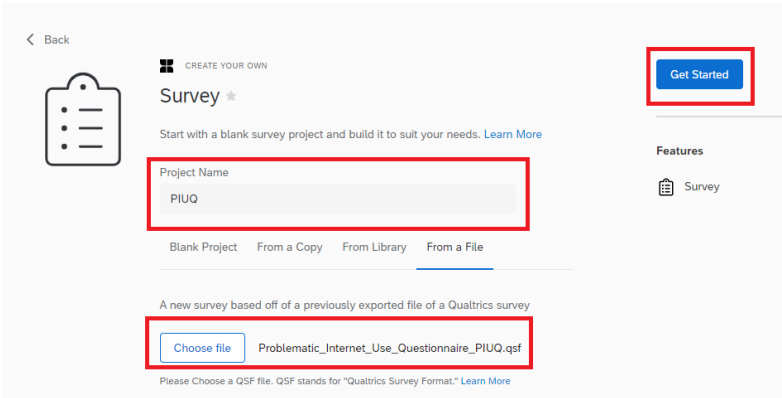 Back
CREATE YOUR OWN
Survey
Start with a blank survey project and build it to suit your needs. Learn More
Project Name
PIUQ
Blank Project From a Copy From Library From a File
A new survey based off of a previously exported file of a Qualtrics survey
Choose file Problematic_Internet_Use_Questionnaire_PIUQ.qsf
Please Choose a QSF file. QSF stands for "Qualtrics Survey Format." Learn More
Get Started
Features
Survey